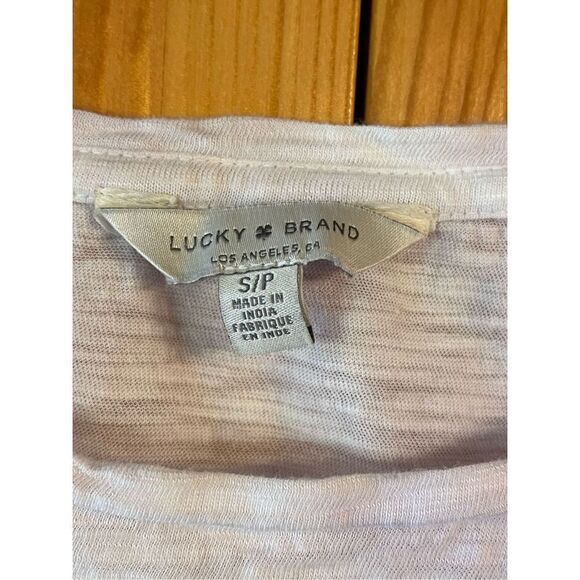 LUCKY BRAND
LOS ANGELES, CA
S/P
MADE IN
INDIA
FABRIQUE
EN INDE